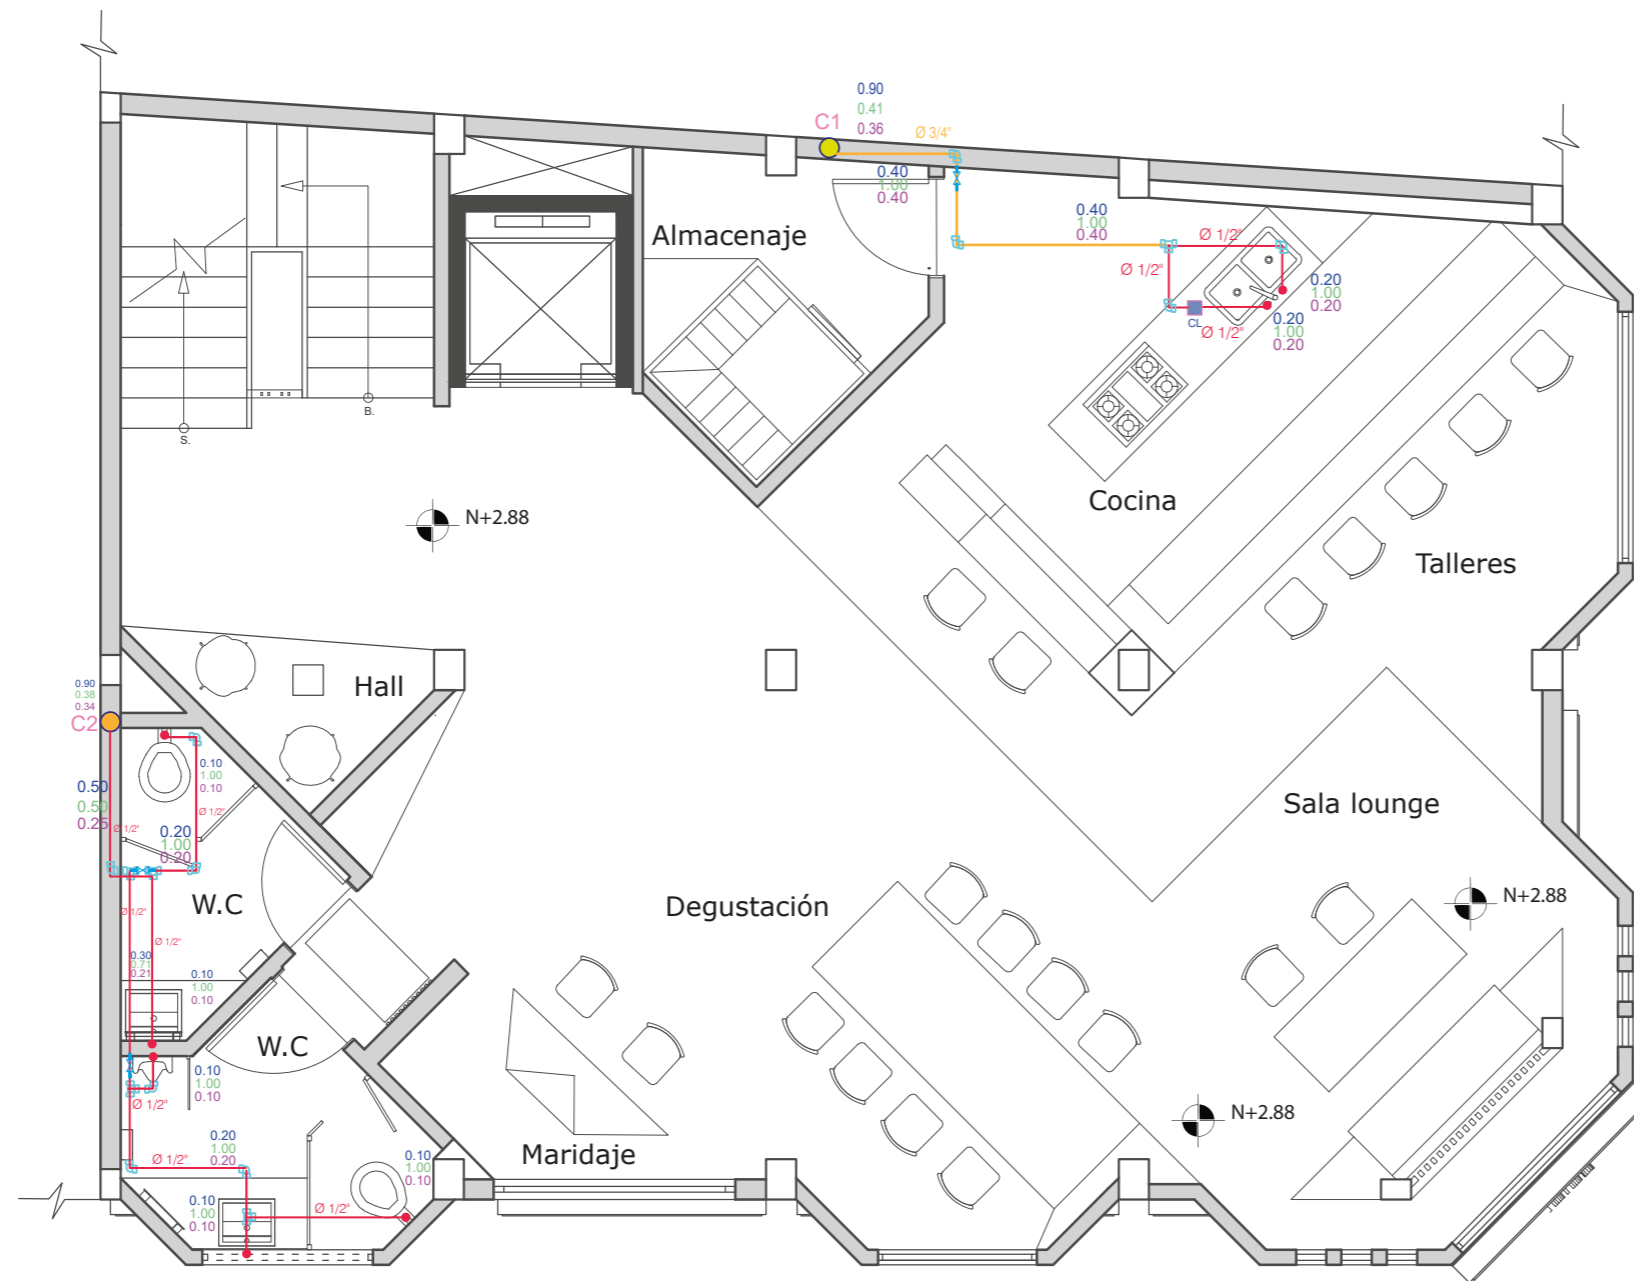 0.90
0.41
0.36
C1
Ø 3/4"
0.40
1.00
0.40
0.40
1.00
0.40
Ø 1/2"
Ø 1/2"
0.20
1.00
0.20
CL
Ø 1/2"
0.20
1.00
0.20
Almacenaje
B.
S.
N+2.88
Cocina
Talleres
Hall
0.90
0.38
0.34
C2
0.10
1.00
0.10
0.50
0.50
0.25
Ø 1/2"
Ø 1/2"
0.20
1.00
0.20
Sala lounge
W.C
Degustación
N+2.88
Ø 1/2"
Ø 1/2"
0.30
0.71
0.21
0.10
1.00
0.10
W.C
0.10
1.00
0.10
Ø 1/2"
N+2.88
0.20
1.00
0.20
Ø 1/2"
Maridaje
0.10
1.00
0.10
0.10
1.00
0.10
Ø 1/2"